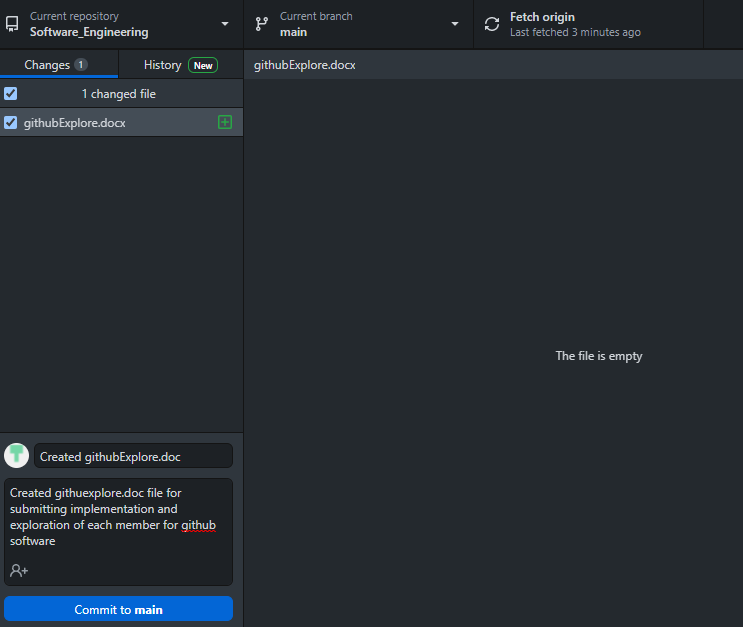 Current repository
Software_Engineering
Current branch
main
Fetch origin
Last fetched 3 minutes ago
Changes 1
History New
githubExplore.docx
1 changed file
githubExplore.docx
The file is empty
Created githubExplore.doc
Created githuexplore.doc file for
submitting implementation and
exploration of each member for github
software
Commit to main